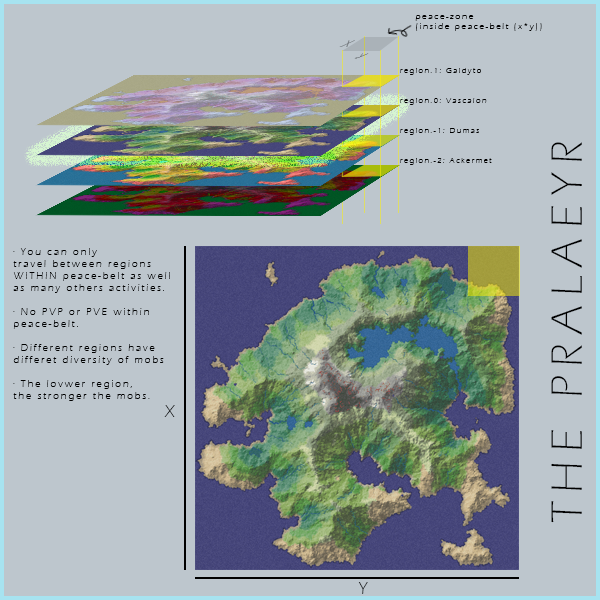 peace-zone
(inside peace-belt (x*y))
x
y
region.1: Galdyto
region.0: Vascalon
region.-1: Dumas
region.-2: Ackermet
· You can only
travel between regions
WITHIN peace-belt as well
as many others activities.
· No PVP or PVE within
peace-belt.
· Different regions have
differet diversity of mobs
· The lovwer region,
the stronger the mobs.
X
Y
THE PRALAEYR